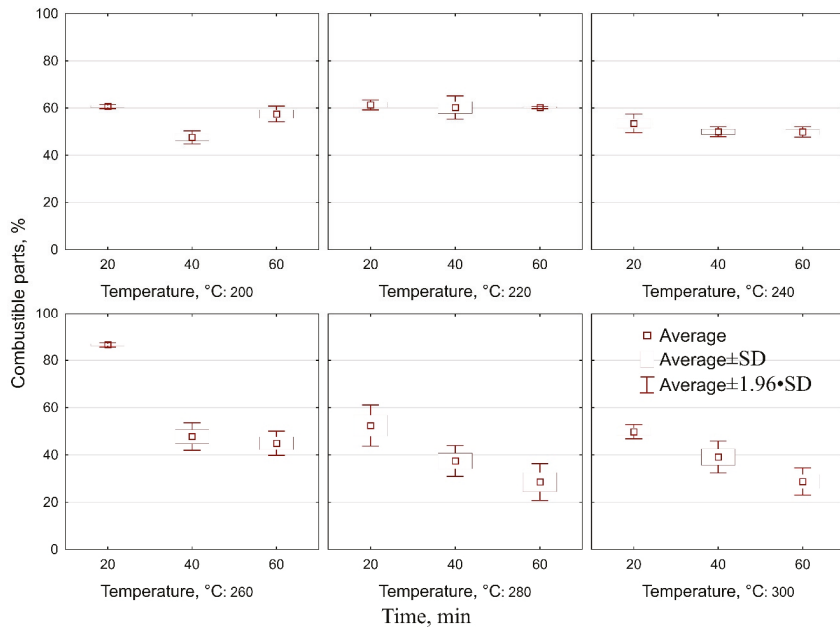 100
80
60
40
20
0
20 40 60
20 40 60
20 40 60
Temperature, °C: 200
Temperature, °C: 220
Temperature, °C: 240
Combustible parts, %
100
80
60
40
20
0
Average
Average±SD
Average±1.96•SD
20 40 60
20 40 60
20 40 60
Temperature, °C: 260
Temperature, °C: 280
Temperature, °C: 300
Time, min